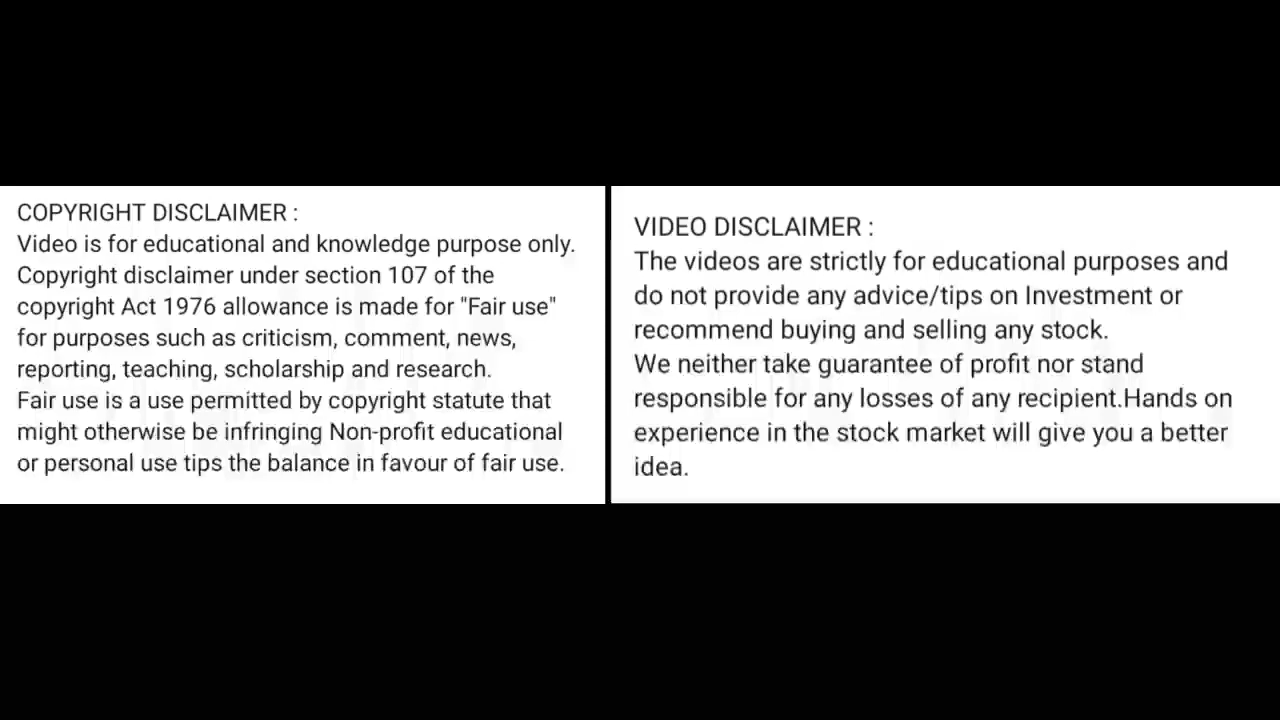 COPYRIGHT DISCLAIMER :
Video is for educational and knowledge purpose only.
Copyright disclaimer under section 107 of the
copyright Act 1976 allowance is made for "Fair use"
for purposes such as criticism, comment, news,
reporting, teaching, scholarship and research.
Fair use is a use permitted by copyright statute that
might otherwise be infringing Non-profit educational
or personal use tips the balance in favour of fair use.
VIDEO DISCLAIMER :
The videos are strictly for educational purposes and
do not provide any advice/tips on Investment or
recommend buying and selling any stock.
We neither take guarantee of profit nor stand
responsible for any losses of any recipient.Hands on
experience in the stock market will give you a better
idea.